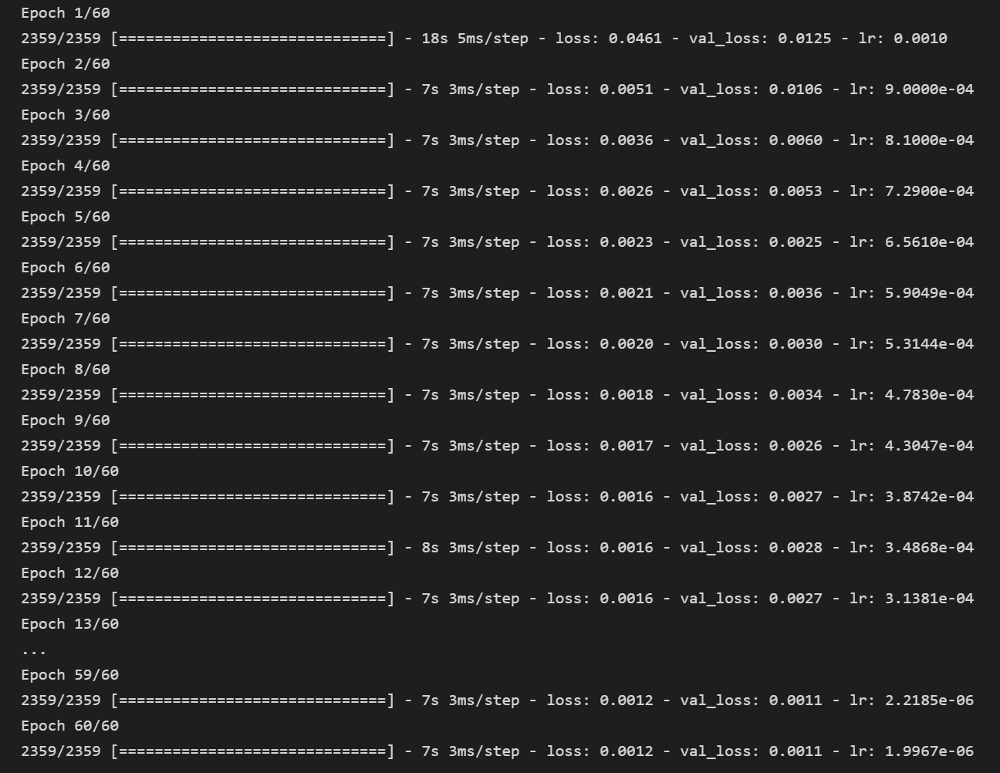 Epoch 1/60
2359/2359 [==============================] - 18s 5ms/step - loss: 0.0461 - val_loss: 0.0125 - lr: 0.0010
Epoch 2/60
2359/2359 [==============================] - 7s 3ms/step - loss: 0.0051 - val_loss: 0.0106 - lr: 9.0000e-04
Epoch 3/60
2359/2359 [==============================] - 7s 3ms/step - loss: 0.0036 - val_loss: 0.0060 - lr: 8.1000e-04
Epoch 4/60
2359/2359 [==============================] - 7s 3ms/step - loss: 0.0026 - val_loss: 0.0053 - lr: 7.2900e-04
Epoch 5/60
2359/2359 [==============================] - 7s 3ms/step - loss: 0.0023 - val_loss: 0.0025 - lr: 6.5610e-04
Epoch 6/60
2359/2359 [==============================] - 7s 3ms/step - loss: 0.0021 - val_loss: 0.0036 - lr: 5.9049e-04
Epoch 7/60
2359/2359 [==============================] - 7s 3ms/step - loss: 0.0020 - val_loss: 0.0030 - lr: 5.3144e-04
Epoch 8/60
2359/2359 [==============================] - 7s 3ms/step - loss: 0.0018 - val_loss: 0.0034 - lr: 4.7830e-04
Epoch 9/60
2359/2359 [==============================] - 7s 3ms/step - loss: 0.0017 - val_loss: 0.0026 - lr: 4.3047e-04
Epoch 10/60
2359/2359 [==============================] - 7s 3ms/step - loss: 0.0016 - val_loss: 0.0027 - lr: 3.8742e-04
Epoch 11/60
2359/2359 [==============================] - 8s 3ms/step - loss: 0.0016 - val_loss: 0.0028 - lr: 3.4868e-04
Epoch 12/60
2359/2359 [==============================] - 7s 3ms/step - loss: 0.0016 - val_loss: 0.0027 - lr: 3.1381e-04
Epoch 13/60
...
Epoch 59/60
2359/2359 [==============================] - 7s 3ms/step - loss: 0.0012 - val_loss: 0.0011 - lr: 2.2185e-06
Epoch 60/60
2359/2359 [==============================] - 7s 3ms/step - loss: 0.0012 - val_loss: 0.0011 - lr: 1.9967e-06